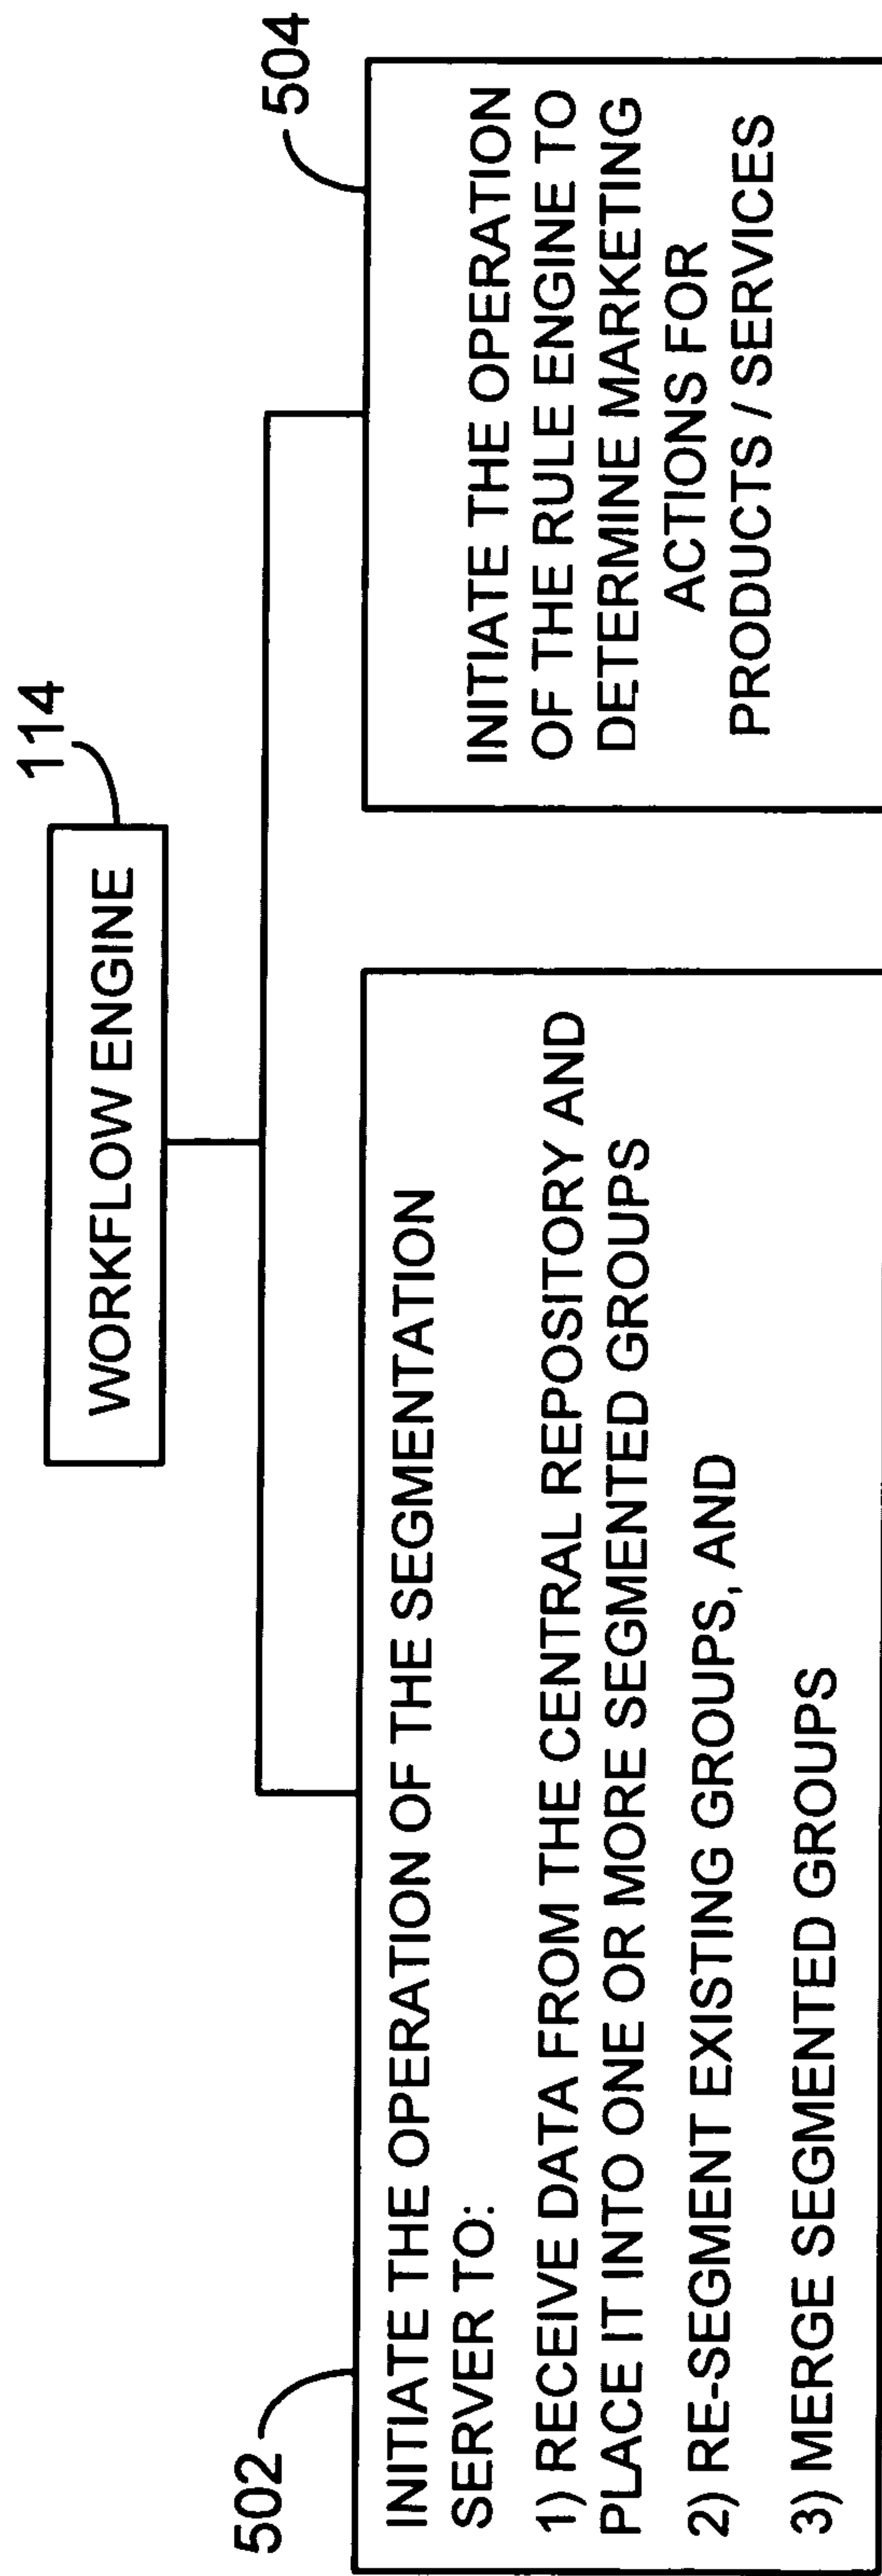 114
WORKFLOW ENGINE
502
INITIATE THE OPERATION OF THE SEGMENTATION
SERVER TO:
1) RECEIVE DATA FROM THE CENTRAL REPOSITORY AND
PLACE IT INTO ONE OR MORE SEGMENTED GROUPS
2) RE-SEGMENT EXISTING GROUPS, AND
3) MERGE SEGMENTED GROUPS
504
INITIATE THE OPERATION
OF THE RULE ENGINE TO
DETERMINE MARKETING
ACTIONS FOR
PRODUCTS / SERVICES